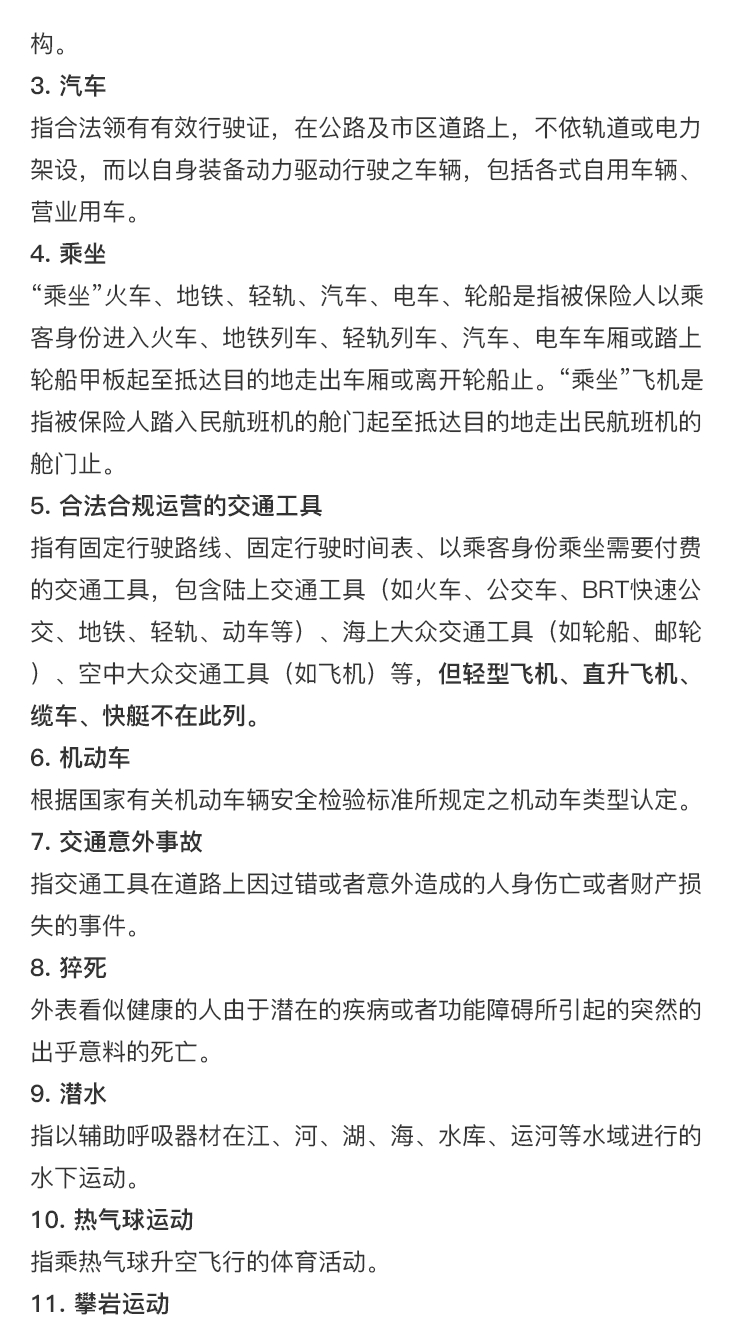 构。
3. 汽车
指合法领有有效行驶证，在公路及市区道路上，不依轨道或电力
架设，而以自身装备动力驱动行驶之车辆，包括各式自用车辆、
营业用车。
4. 乘坐
“乘坐”火车、地铁、轻轨、汽车、电车、轮船是指被保险人以乘
客身份进入火车、地铁列车、轻轨列车、汽车、电车车厢或踏上
轮船甲板起至抵达目的地走出车厢或离开轮船止。“乘坐”飞机是
指被保险人踏入民航班机的舱门起至抵达目的地走出民航班机的
舱门止。
5. 合法合规运营的交通工具
指有固定行驶路线、固定行驶时间表、以乘客身份乘坐需要付费
的交通工具，包含陆上交通工具（如火车、公交车、BRT快速公
交、地铁、轻轨、动车等）、海上大众交通工具（如轮船、邮轮
）、空中大众交通工具（如飞机）等，但轻型飞机、直升飞机、
缆车、快艇不在此列。
6. 机动车
根据国家有关机动车辆安全检验标准所规定之机动车类型认定。
7. 交通意外事故
指交通工具在道路上因过错或者意外造成的人身伤亡或者财产损
失的事件。
8. 猝死
外表看似健康的人由于潜在的疾病或者功能障碍所引起的突然的
出乎意料的死亡。
9. 潜水
指以辅助呼吸器材在江、河、湖、海、水库、运河等水域进行的
水下运动。
10. 热气球运动
指乘热气球升空飞行的体育活动。
11. 攀岩运动